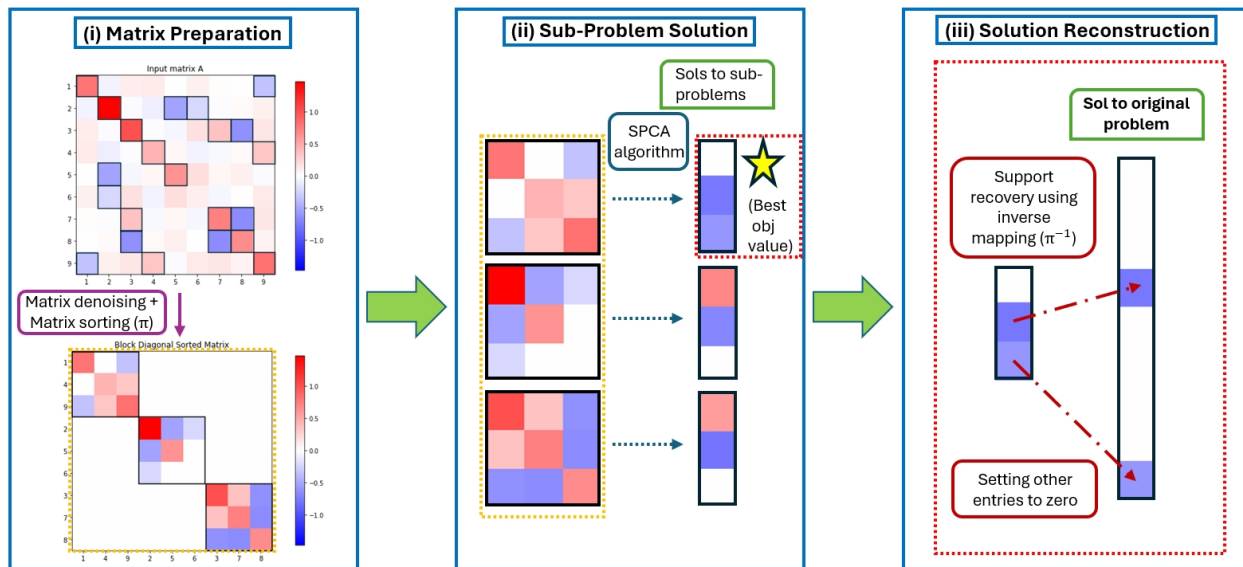 (i) Matrix Preparation
Input matrix A
1
2
3
4
5
6
7
8
9
1 2 3 4 5 6 7 8 9
1.0
0.5
0.0
−0.5
−1.0
Matrix denoising +
Matrix sorting (π)
Block Diagonal Sorted Matrix
1
4
9
2
5
6
3
7
8
1 4 9 2 5 6 3 7 8
1.0
0.5
0.0
−0.5
−1.0
(ii) Sub-Problem Solution
Sols to sub-
problems
SPCA
algorithm
(Best
obj
value)
(iii) Solution Reconstruction
Sol to original
problem
Support
recovery using
inverse
mapping (π⁻¹)
Setting other
entries to zero